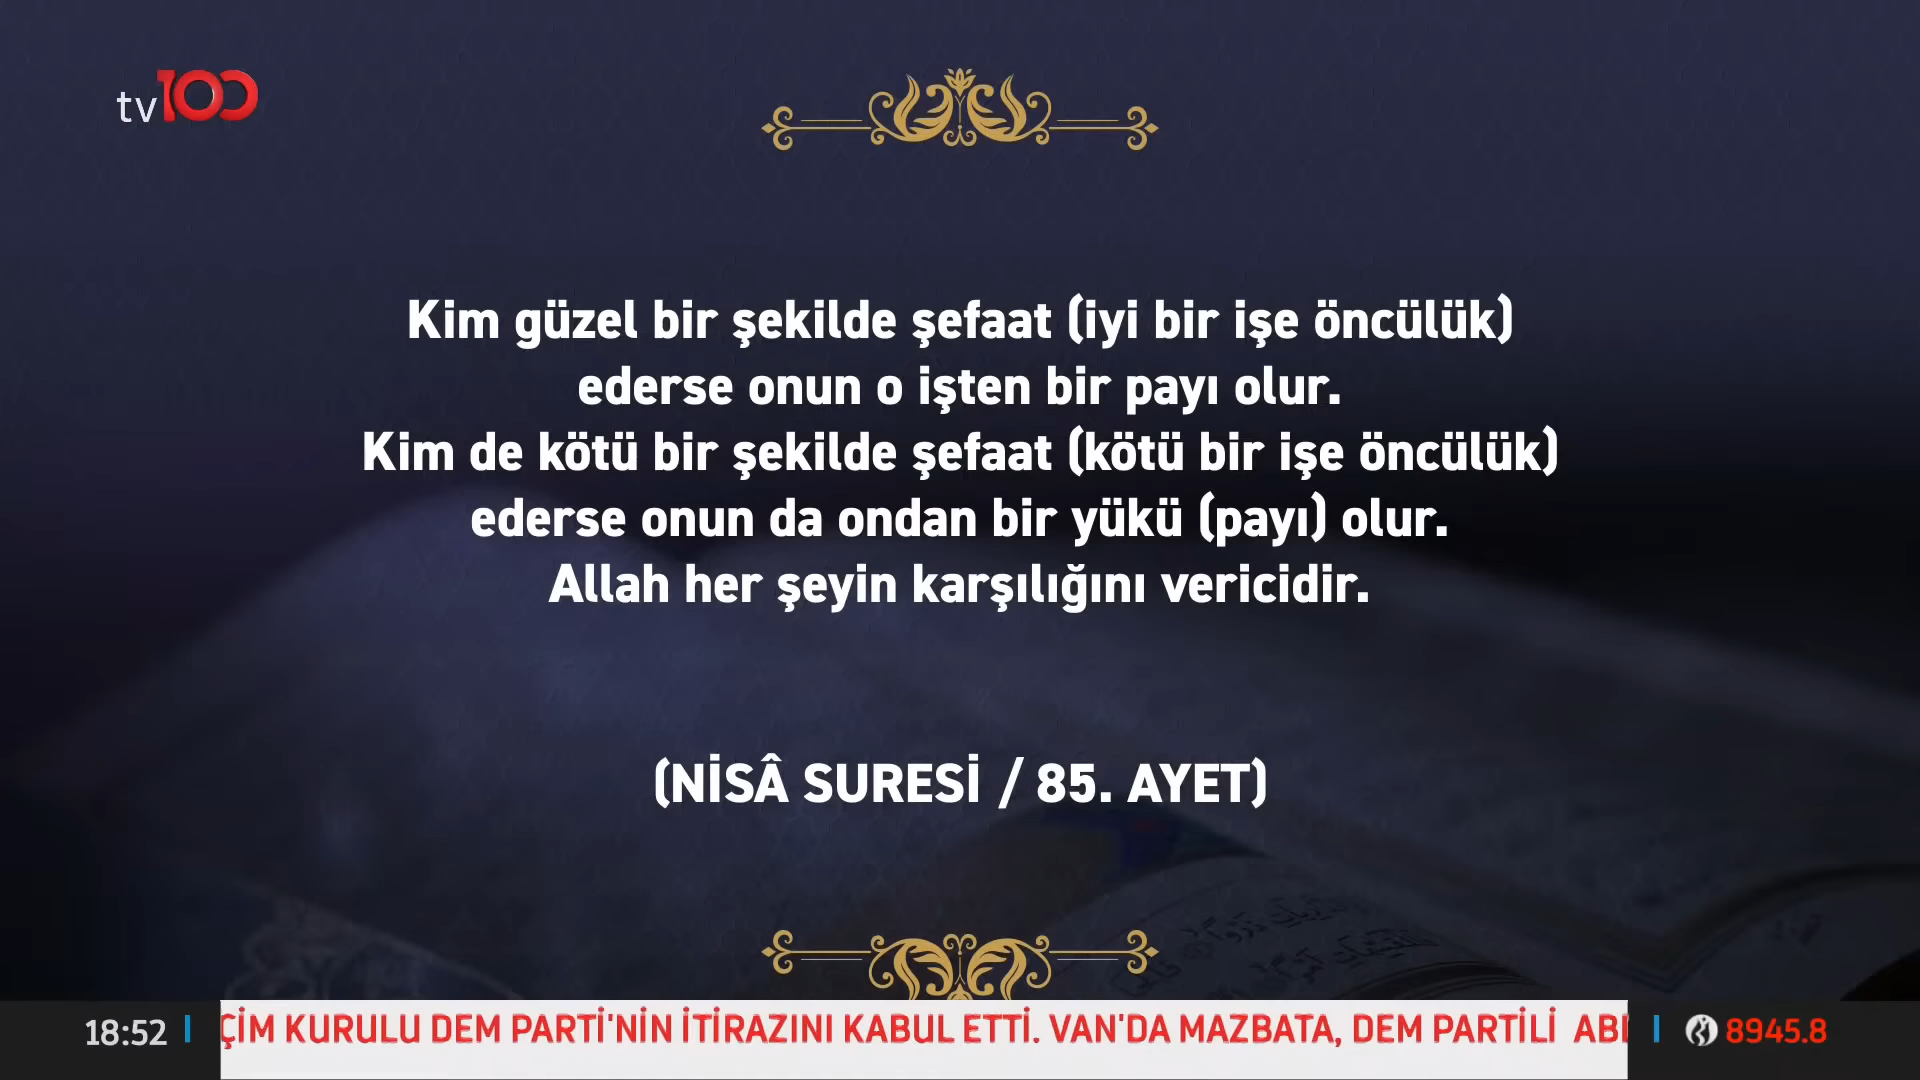 tv100
Kim güzel bir şekilde şefaat (iyi bir işe öncülük)
ederse onun o işten bir payı olur.
Kim de kötü bir şekilde şefaat (kötü bir işe öncülük)
ederse onun da ondan bir yükü (payı) olur.
Allah her şeyin karşılığını vericidir.
(NİSÂ SURESİ / 85. AYET)
18:52
ÇİM KURULU DEM PARTİ'NİN İTİRAZINI KABUL ETTİ. VAN'DA MAZBATA, DEM PARTİLİ
8945.8